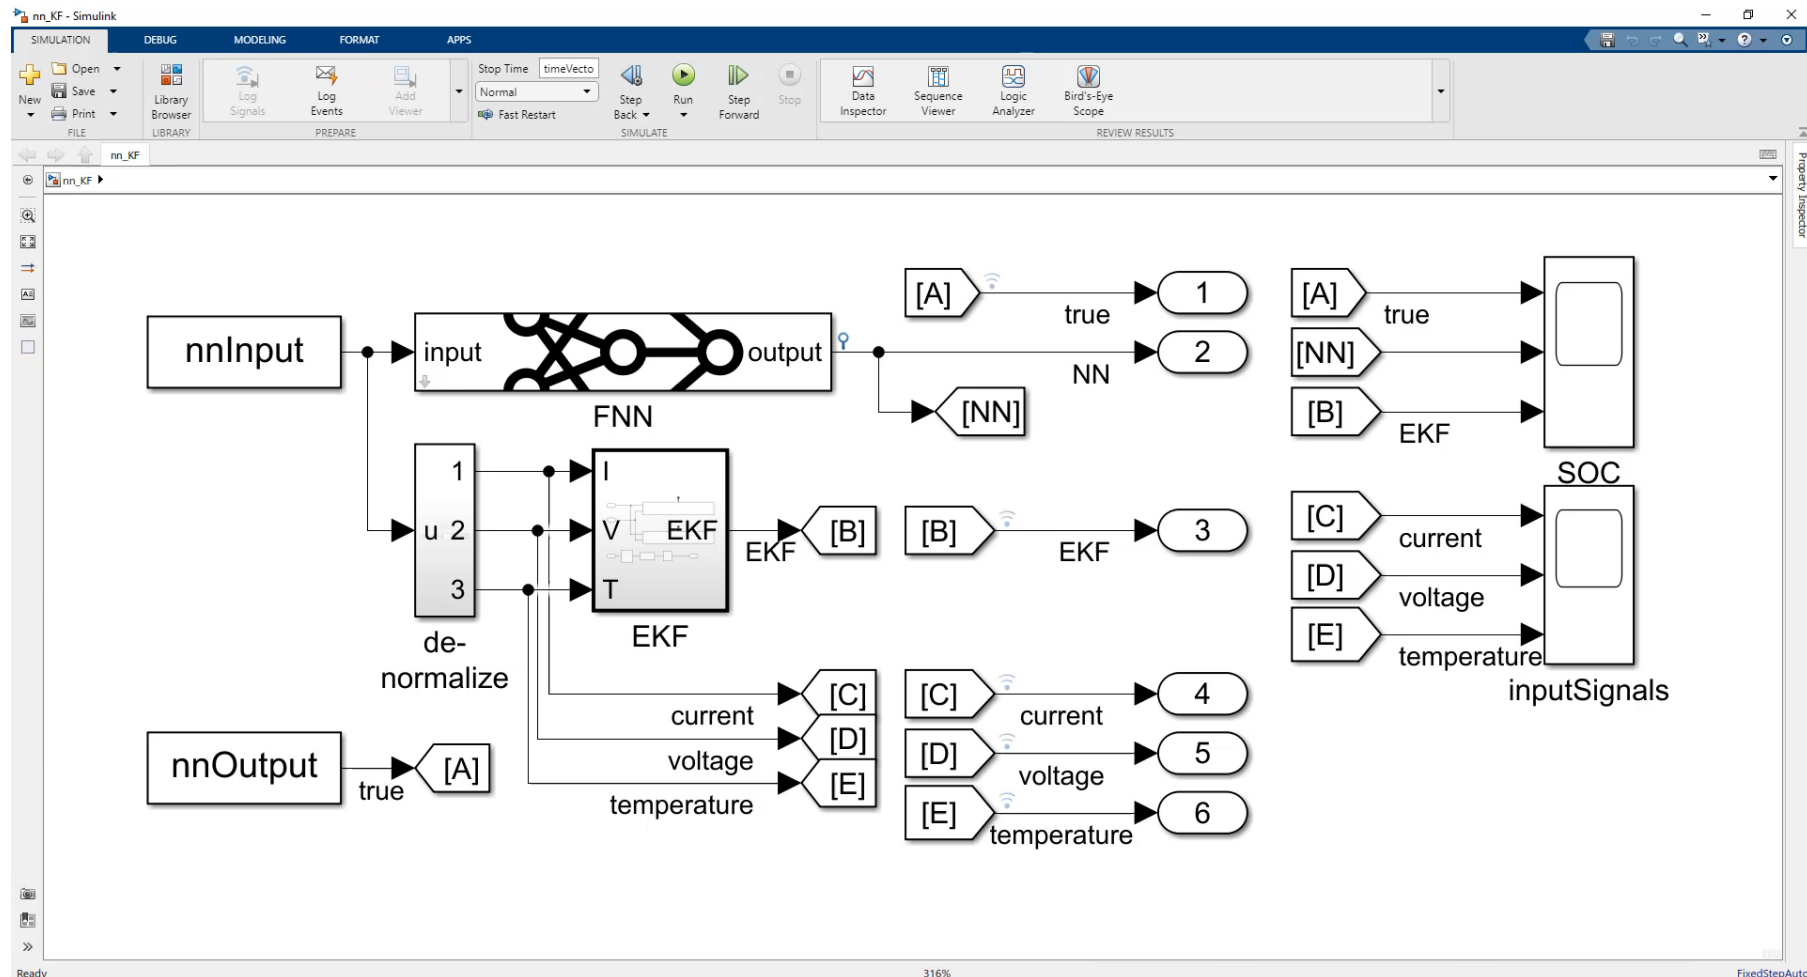 nn_KF - Simulink
SIMULATION DEBUG MODELING FORMAT APPS
New
Open
Save
Print
FILE
Library Browser
LIBRARY
Log Signals
Log Events
Add Viewer
PREPARE
Stop Time timeVecto
Normal
Fast Restart
Step Back
Run
Step Forward
Stop
SIMULATE
Data Inspector
Sequence Viewer
Logic Analyzer
Bird's-Eye Scope
REVIEW RESULTS
nn_KF
nn_KF
Property Inspector
nnInput
input
output
FNN
[NN]
[A]
true
1
NN
2
[A]
true
[NN]
[B]
EKF
SOC
u
1
2
3
de-
normalize
I
V
T
EKF
EKF
EKF
[B]
[B]
EKF
3
[C]
current
[D]
voltage
[E]
temperature
inputSignals
current
[C]
voltage
[D]
temperature
[E]
[C]
current
4
[D]
voltage
5
[E]
temperature
6
nnOutput
true
[A]
Ready
316%
FixedStepAuto